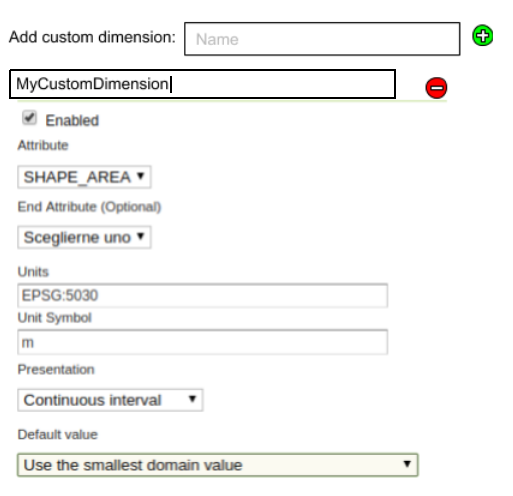 Add custom dimension: Name
MyCustomDimension
Enabled
Attribute
SHAPE_AREA
End Attribute (Optional)
Sceglierne uno
Units
EPSG:5030
Unit Symbol
m
Presentation
Continuous interval
Default value
Use the smallest domain value